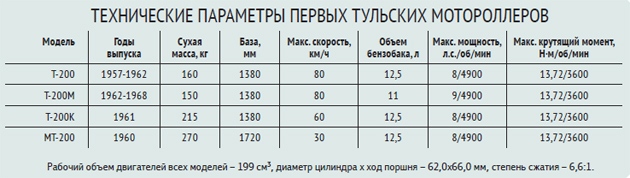 ТЕХНИЧЕСКИЕ ПАРАМЕТРЫ ПЕРВЫХ ТУЛЬСКИХ МОТОРОЛЛЕРОВ
Модель Годы выпуска Сухая масса, кг База, мм Макс. скорость, км/ч Объем бензобака, л Макс. мощность, л.с./об/мин Макс. крутящий момент, Н·м/об/мин
Т-200 1957-1962 160 1380 80 12,5 8/4900 13,72/3600
Т-200М 1962-1968 150 1380 80 11 9/4900 13,72/3600
Т-200К 1961 215 1380 60 12,5 8/4900 13,72/3600
МТ-200 1960 270 1720 30 12,5 8/4900 13,72/3600
Рабочий объем двигателей всех моделей – 199 см³, диаметр цилиндра х ход поршня – 62,0х66,0 мм, степень сжатия – 6,6:1.